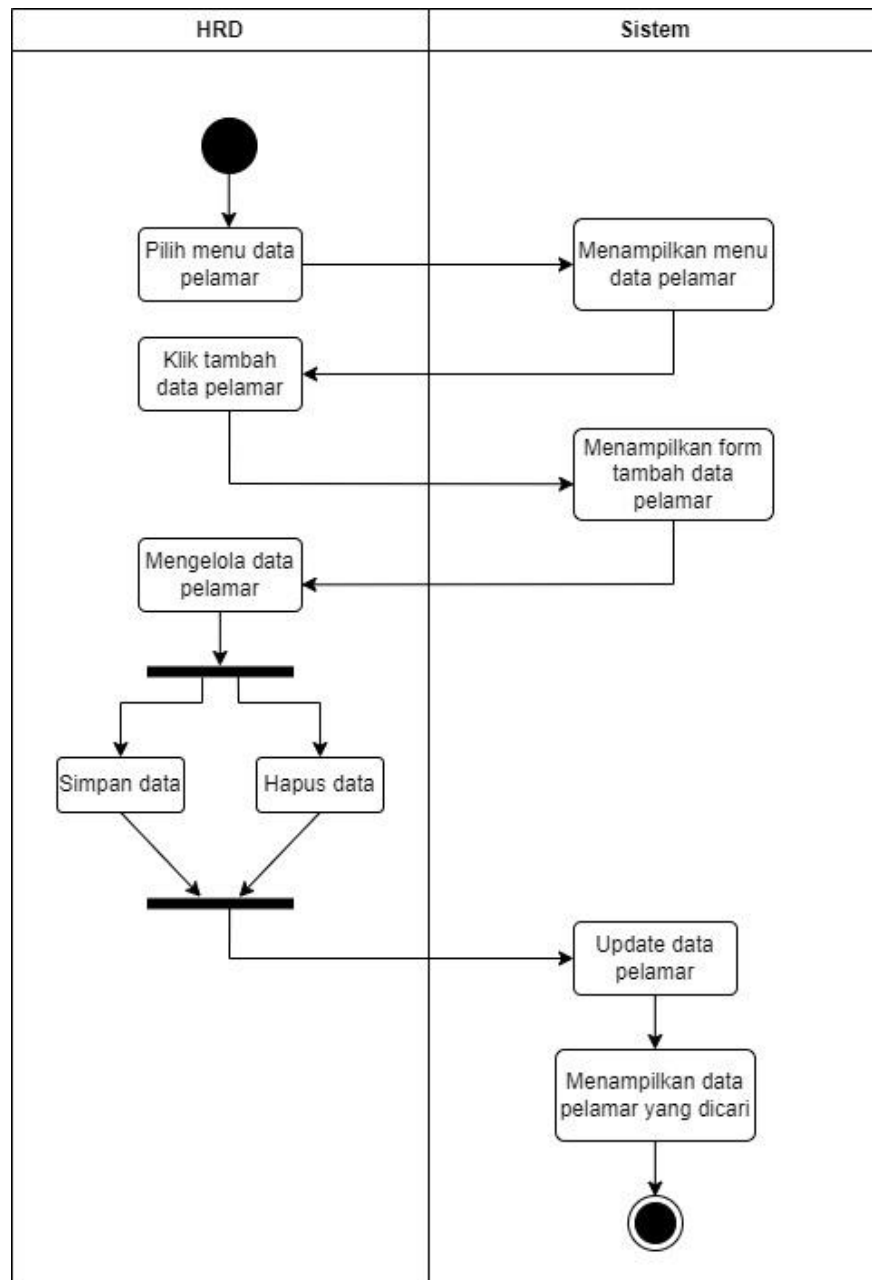 HRD
Sistem
Pilih menu data
pelamar
Menampilkan menu
data pelamar
Klik tambah
data pelamar
Menampilkan form
tambah data
pelamar
Mengelola data
pelamar
Simpan data
Hapus data
Update data
pelamar
Menampilkan data
pelamar yang dicari